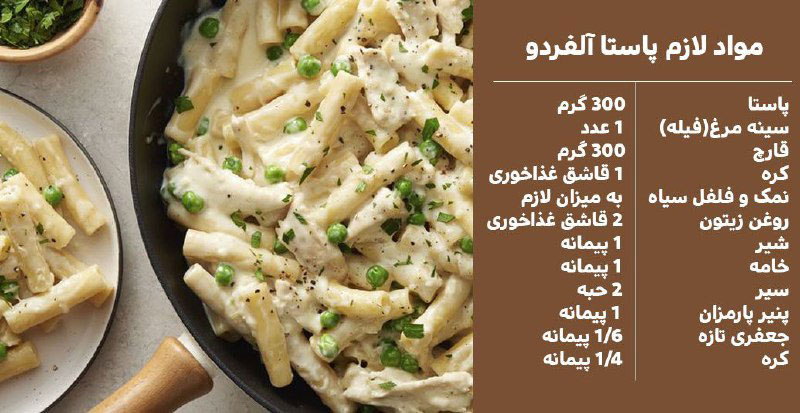 مواد لازم پاستا آلفردو
پاستا 300 گرم
سینه مرغ(فیله) 1 عدد
قارچ 300 گرم
کره 1 قاشق غذاخوری
نمک و فلفل سیاه به میزان لازم
روغن زیتون 2 قاشق غذاخوری
شیر 1 پیمانه
خامه 1 پیمانه
سیر 2 حبه
پنیر پارمزان 1 پیمانه
جعفری تازه 1/6 پیمانه
کره 1/4 پیمانه